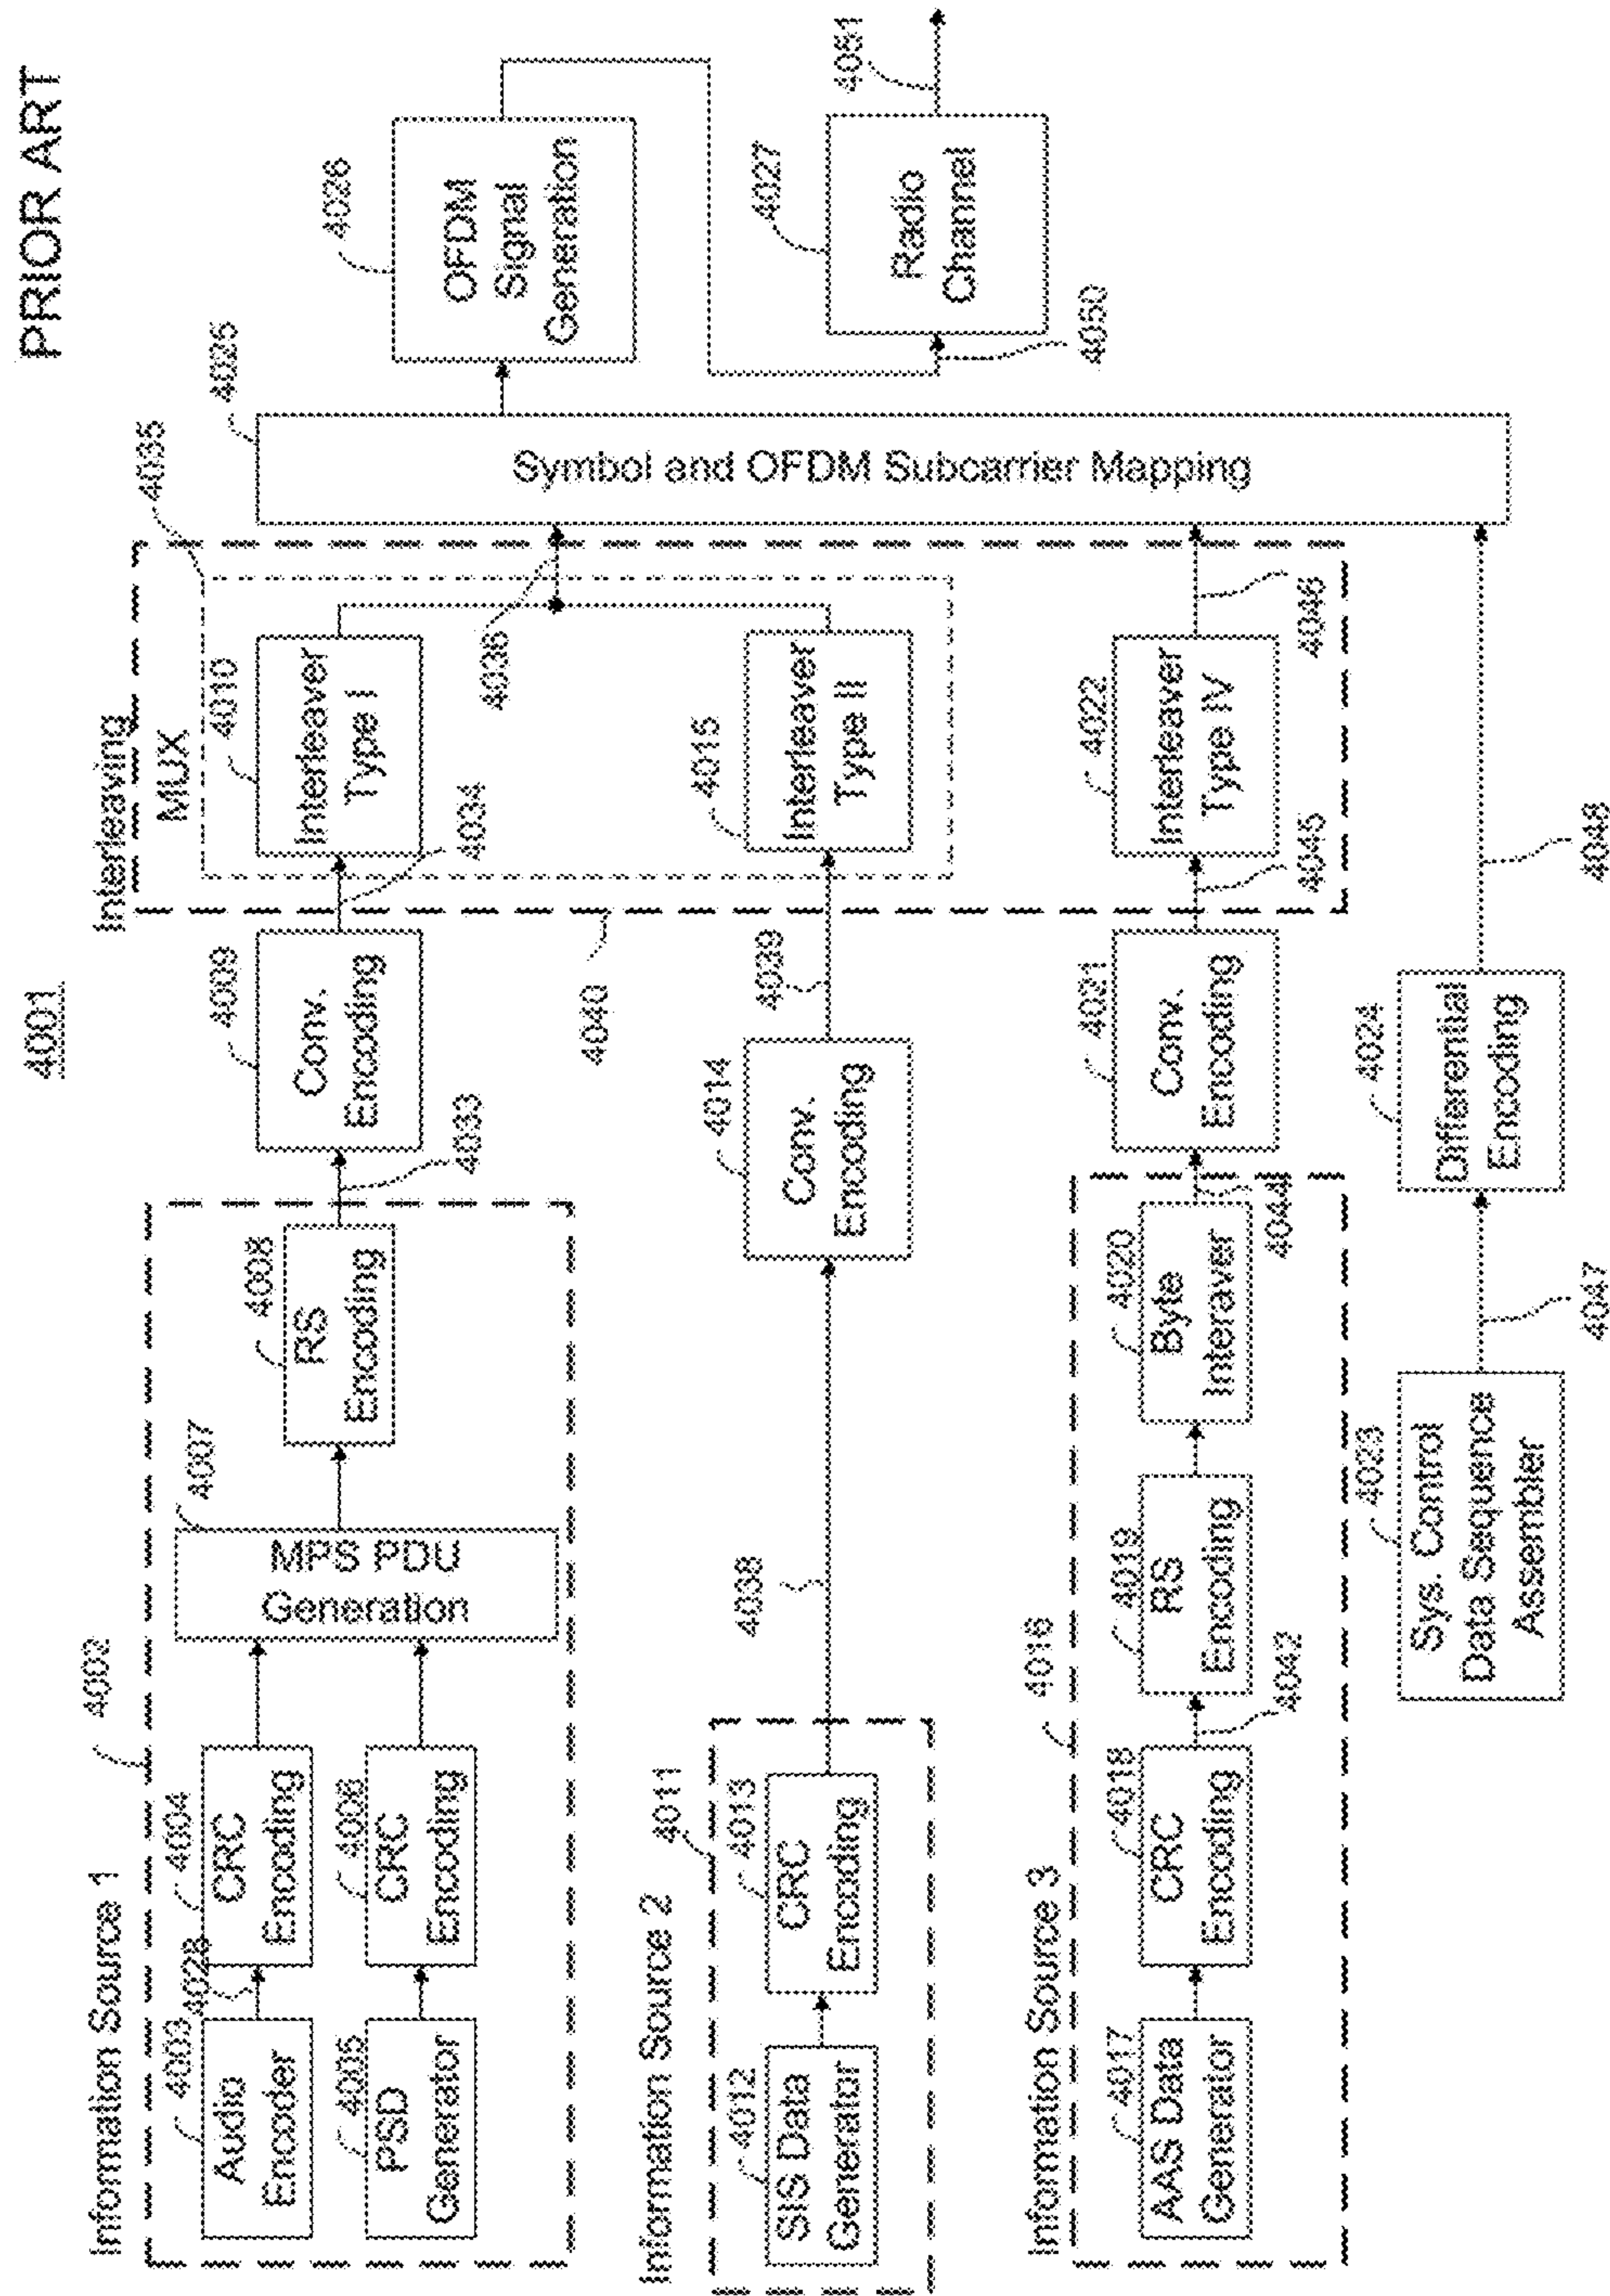 PRIOR ART
4001
Information Source 1
4002
4003
Audio
Encoder
4028
4004
CRC
Encoding
4005
PSD
Generator
4006
CRC
Encoding
4007
MPS PDU
Generation
4008
RS
Encoding
4033
4009
Conv.
Encoding
4034
Interleaving
MUX
4035
4010
Interleaver
Type I
4036
4040
Information Source 2
4011
4012
SIS Data
Generator
4013
CRC
Encoding
4038
4014
Conv.
Encoding
4039
4015
Interleaver
Type II
Information Source 3
4016
4017
AAS Data
Generator
4018
CRC
Encoding
4042
4019
RS
Encoding
4020
Byte
Interaver
4044
4021
Conv.
Encoding
4045
4022
Interleaver
Type IV
4046
4023
Sys. Control
Data Sequence
Assembler
4047
4024
Differential
Encoding
4048
4025
Symbol and OFDM Subcarrier Mapping
4026
OFDM
Signal
Generation
4050
4027
Radio
Channel
4051